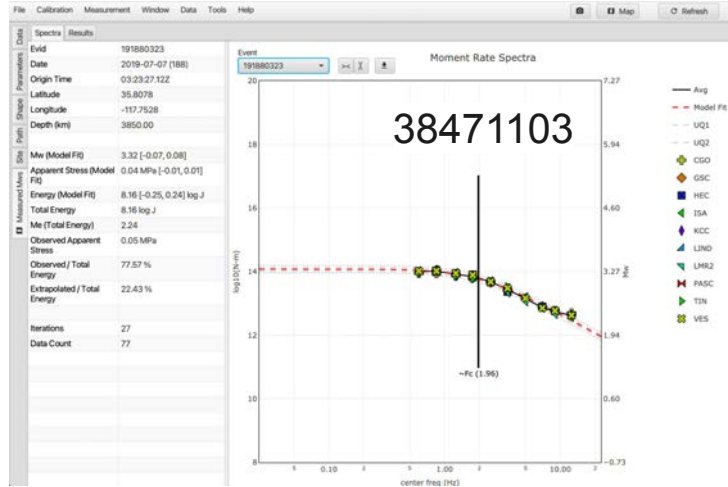 File Calibration Measurement Window Data Tools Help
Map
Refresh
Data
Parameters
Shape
Path
Site
Measured Mws
Spectra Results
Evid 191880323
Date 2019-07-07 (188)
Origin Time 03:23:27.12Z
Latitude 35.8078
Longitude -117.7528
Depth (km) 3850.00
Mw (Model Fit) 3.32 [-0.07, 0.08]
Apparent Stress (Model Fit) 0.04 MPa [-0.01, 0.01]
Energy (Model Fit) 8.16 [-0.25, 0.24] log J
Total Energy 8.16 log J
Me (Total Energy) 2.24
Observed Apparent Stress 0.05 MPa
Observed / Total Energy 77.57 %
Extrapolated / Total Energy 22.43 %
Iterations 27
Data Count 77
Event
191880323
Moment Rate Spectra
38471103
20
18
16
14
12
10
8
log10(N-m)
7.27
5.94
4.60
3.27
1.94
0.60
−0.73
Mw
~Fc (1.96)
5 0.10 2 5 1.00 2 5 10.00 2
center freq (Hz)
Avg
Model Fit
UQ1
UQ2
CGO
GSC
HEC
ISA
KCC
LIND
LMR2
PASC
TIN
VES